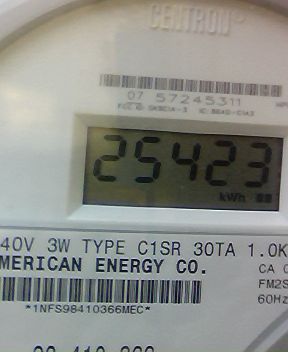 CENTRON®
07 57245311
25423
kWh
40V 3W TYPE C1SR 30TA 1.0K
MERICAN ENERGY CO.
CA
FM2S
60Hz
*1NFS98410366MEC*